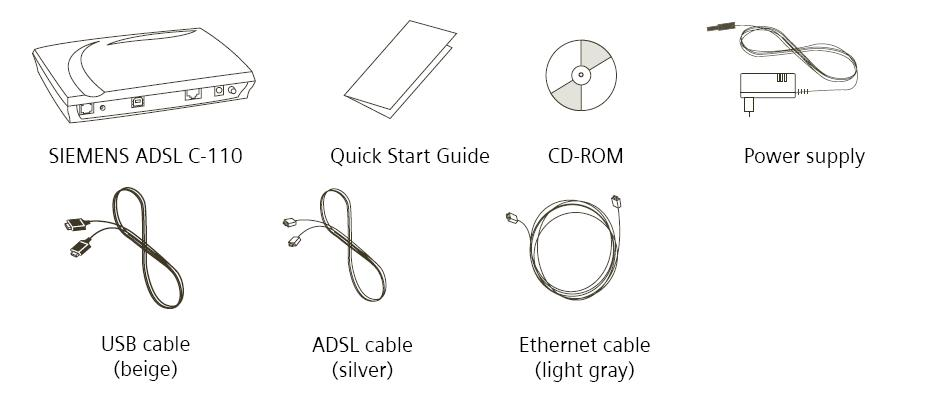 SIEMENS ADSL C-110
Quick Start Guide
CD-ROM
Power supply
USB cable
(beige)
ADSL cable
(silver)
Ethernet cable
(light gray)